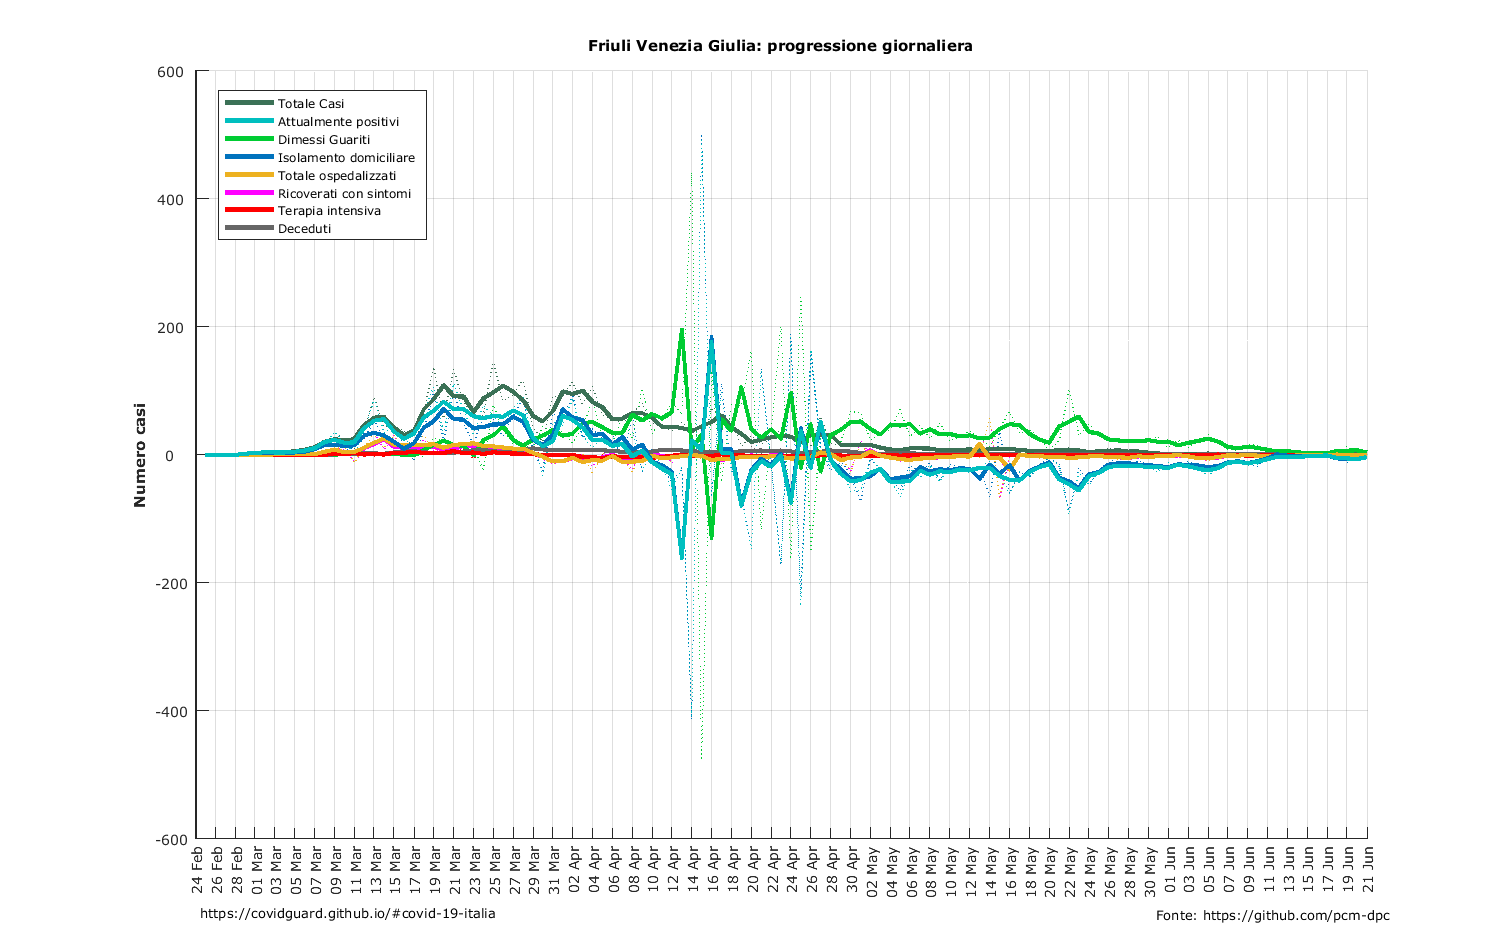 Friuli Venezia Giulia: progressione giornaliera
Numero casi
600
400
200
0
-200
-400
-600
Totale Casi
Attualmente positivi
Dimessi Guariti
Isolamento domiciliare
Totale ospedalizzati
Ricoverati con sintomi
Terapia intensiva
Deceduti
24 Feb
26 Feb
28 Feb
01 Mar
03 Mar
05 Mar
07 Mar
09 Mar
11 Mar
13 Mar
15 Mar
17 Mar
19 Mar
21 Mar
23 Mar
25 Mar
27 Mar
29 Mar
31 Mar
02 Apr
04 Apr
06 Apr
08 Apr
10 Apr
12 Apr
14 Apr
16 Apr
18 Apr
20 Apr
22 Apr
24 Apr
26 Apr
28 Apr
30 Apr
02 May
04 May
06 May
08 May
10 May
12 May
14 May
16 May
18 May
20 May
22 May
24 May
26 May
28 May
30 May
01 Jun
03 Jun
05 Jun
07 Jun
09 Jun
11 Jun
13 Jun
15 Jun
17 Jun
19 Jun
21 Jun
https://covidguard.github.io/#covid-19-italia
Fonte: https://github.com/pcm-dpc